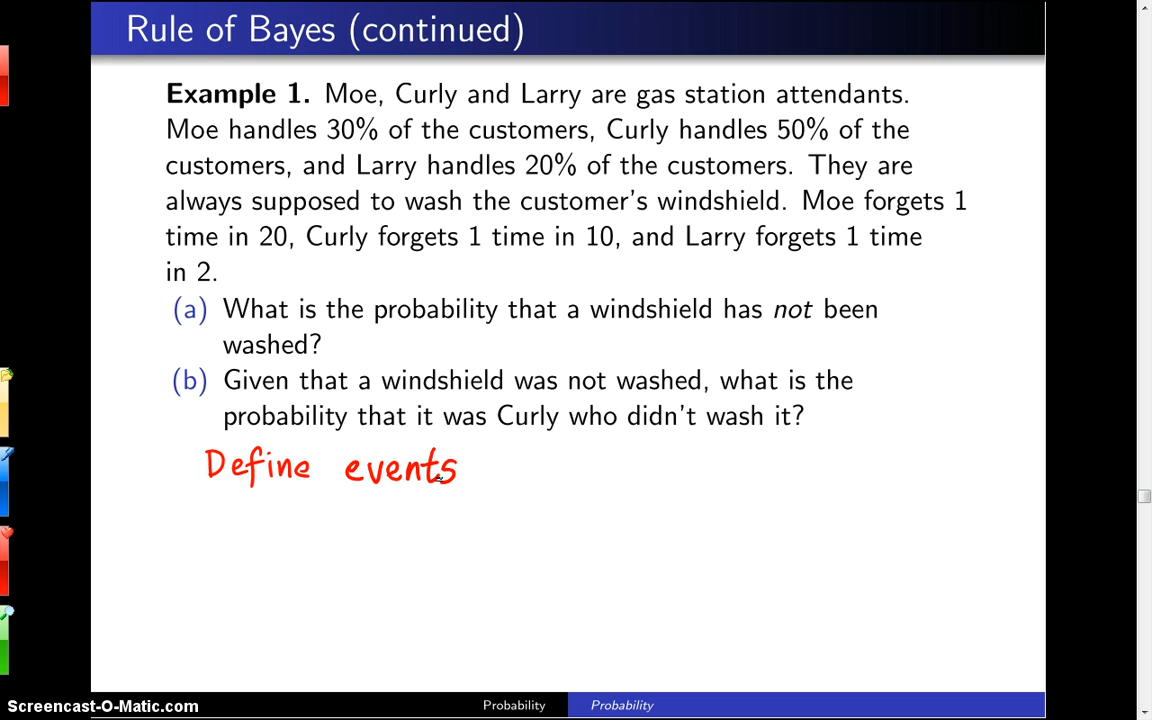 Rule of Bayes (continued)
Example 1. Moe, Curly and Larry are gas station attendants.
Moe handles 30% of the customers, Curly handles 50% of the
customers, and Larry handles 20% of the customers. They are
always supposed to wash the customer's windshield. Moe forgets 1
time in 20, Curly forgets 1 time in 10, and Larry forgets 1 time
in 2.
(a) What is the probability that a windshield has not been
washed?
(b) Given that a windshield was not washed, what is the
probability that it was Curly who didn't wash it?
Define events
Probability Probability
Screencast-O-Matic.com